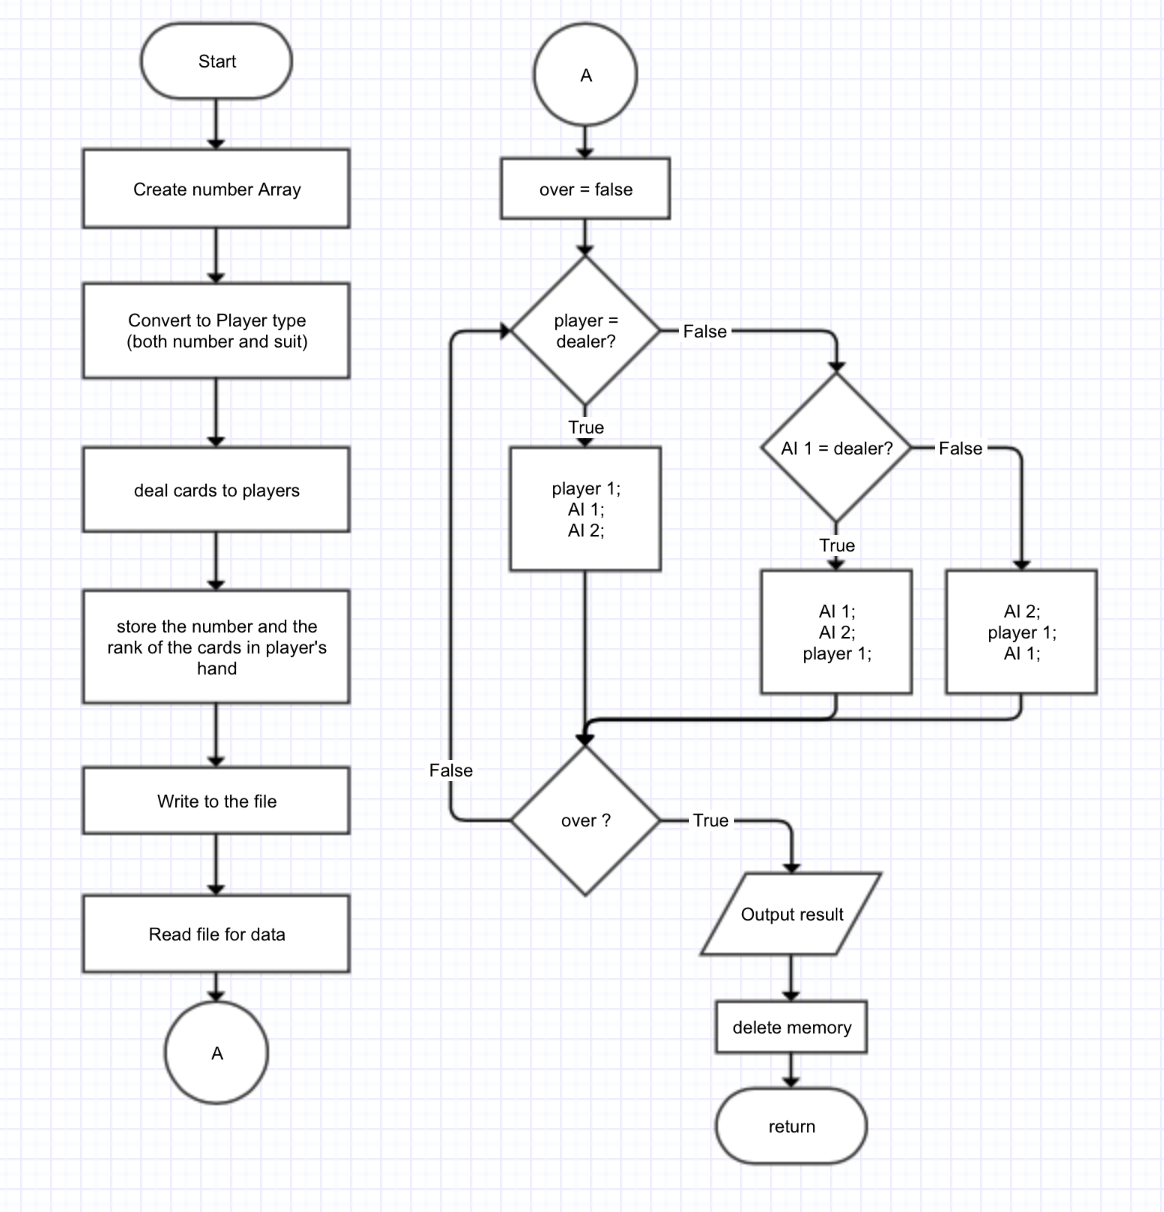 Start
Create number Array
Convert to Player type
(both number and suit)
deal cards to players
store the number and the
rank of the cards in player's
hand
Write to the file
Read file for data
A
A
over = false
player =
dealer?
False
True
player 1;
AI 1;
AI 2;
AI 1 = dealer?
False
True
AI 1;
AI 2;
player 1;
AI 2;
player 1;
AI 1;
False
over ?
True
Output result
delete memory
return